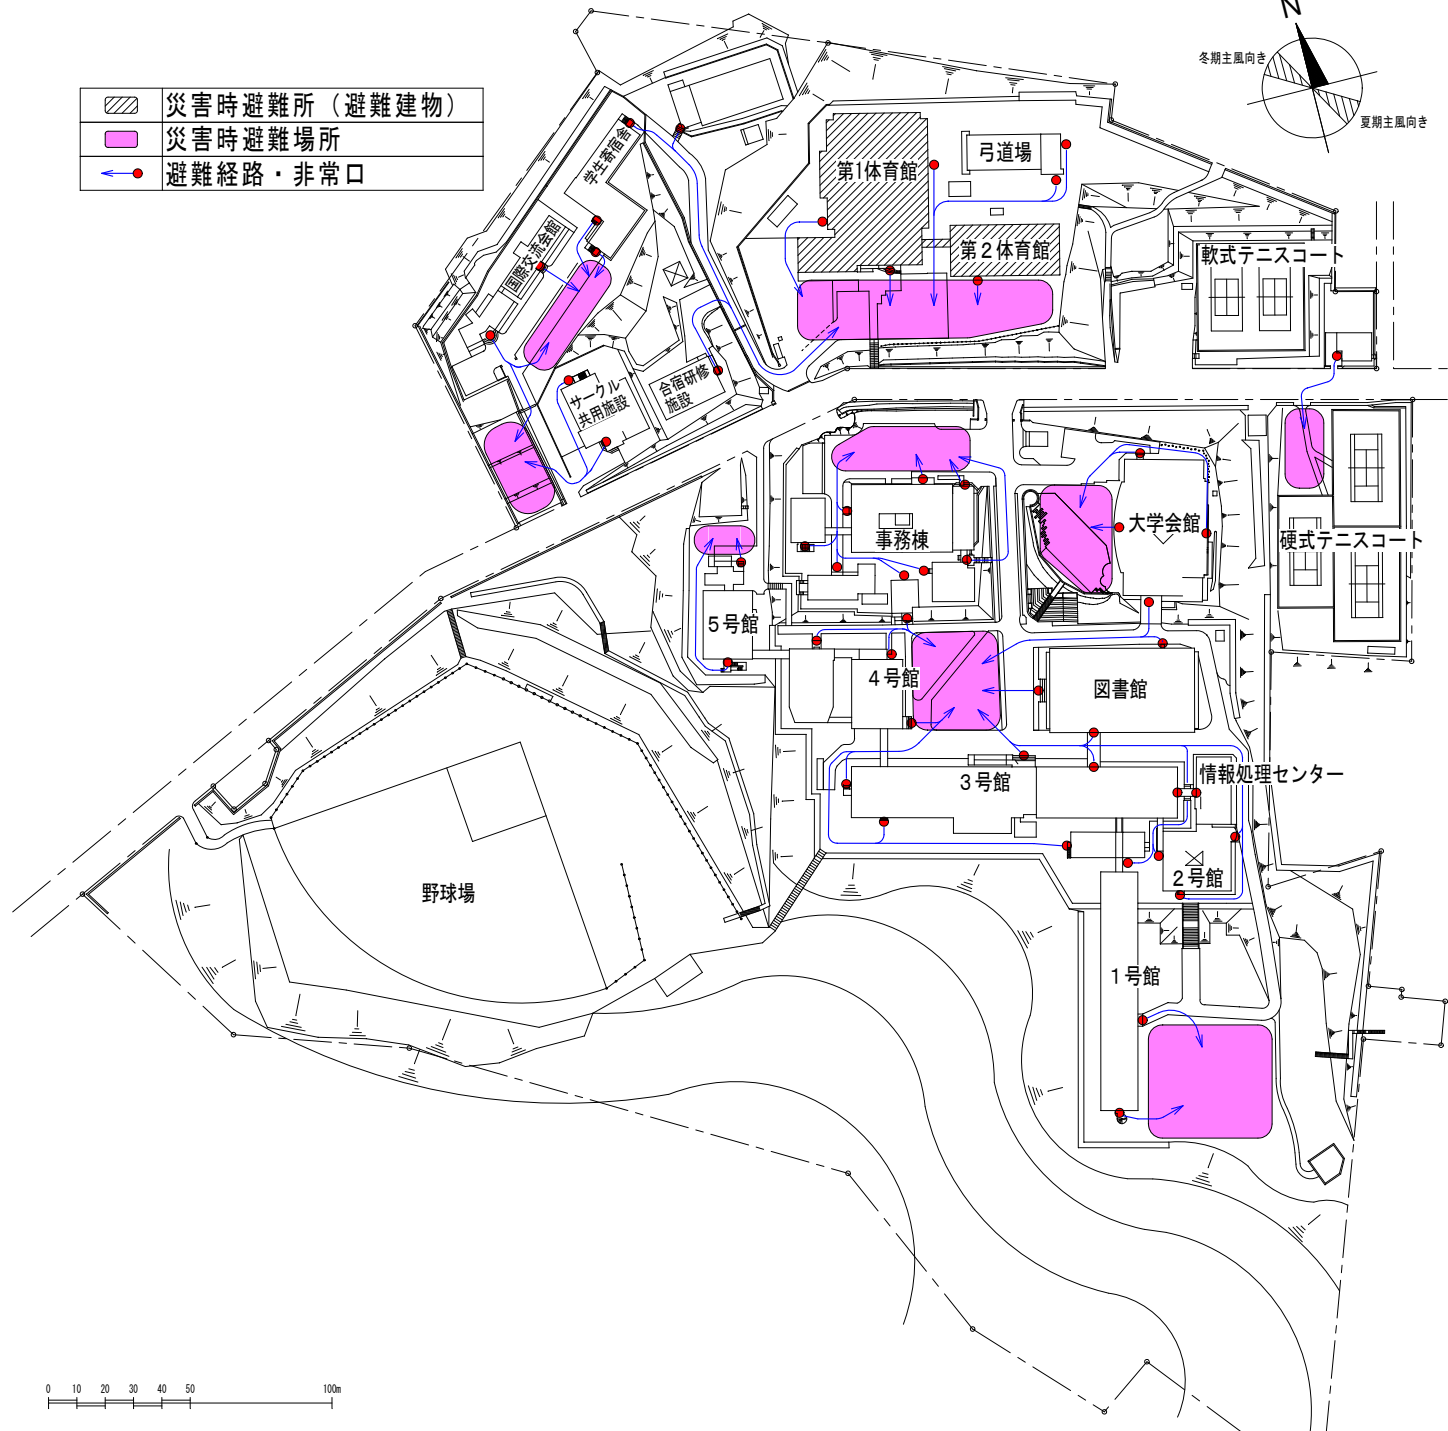 N
冬期主風向き
夏期主風向き
災害時避難所（避難建物）
災害時避難場所
避難経路・非常口
学生寄宿舎
国際交流会館
第1体育館
弓道場
第２体育館
軟式テニスコート
サークル
共用施設
合宿研修
施設
事務棟
大学会館
硬式テニスコート
５号館
４号館
図書館
３号館
情報処理センター
２号館
野球場
１号館
0 10 20 30 40 50 100m